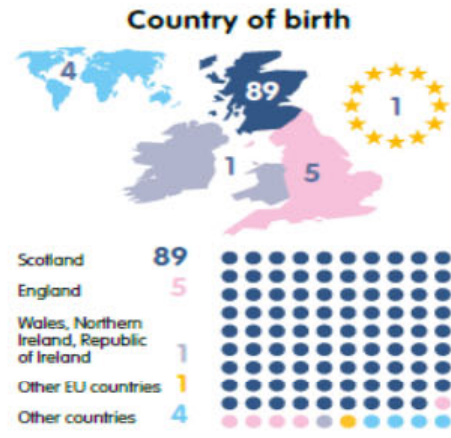 Country of birth
4
89
1
1
5
Scotland 89
England 5
Wales, Northern
Ireland, Republic
of Ireland 1
Other EU countries 1
Other countries 4